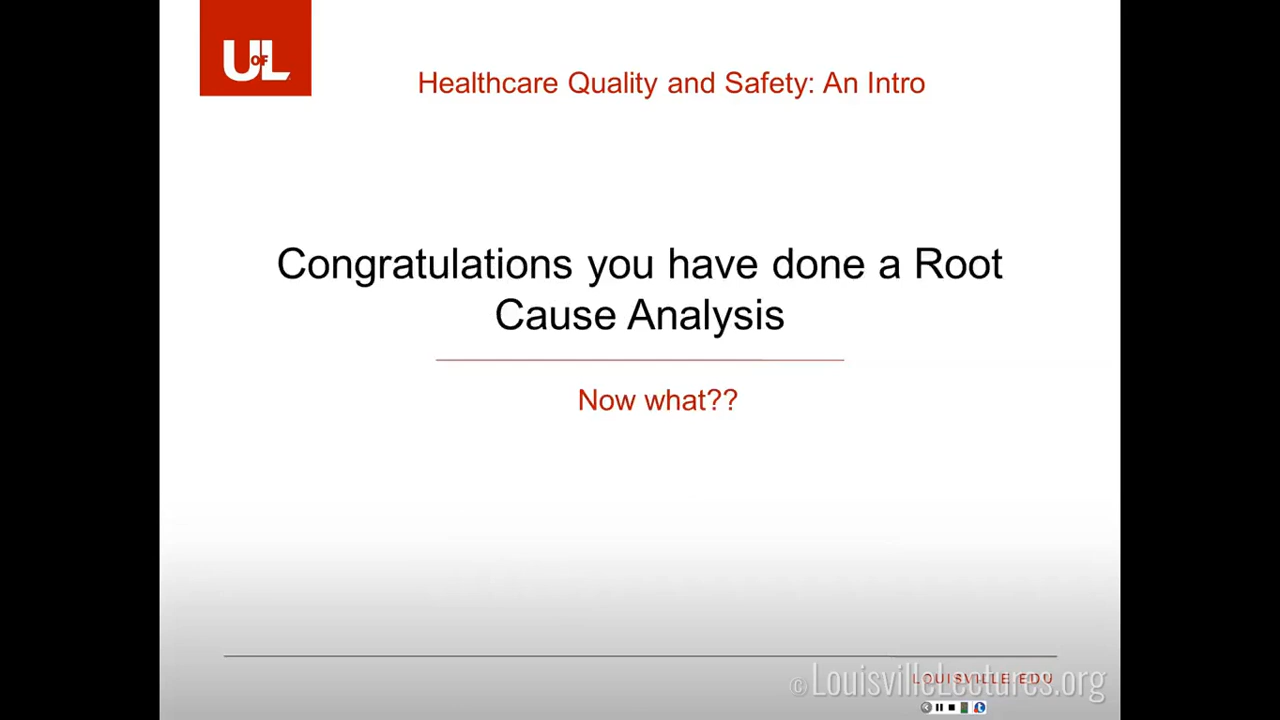 UofL
Healthcare Quality and Safety: An Intro
Congratulations you have done a Root
Cause Analysis
Now what??
LOUISVILLE.EDU
© LouisvilleLectures.org